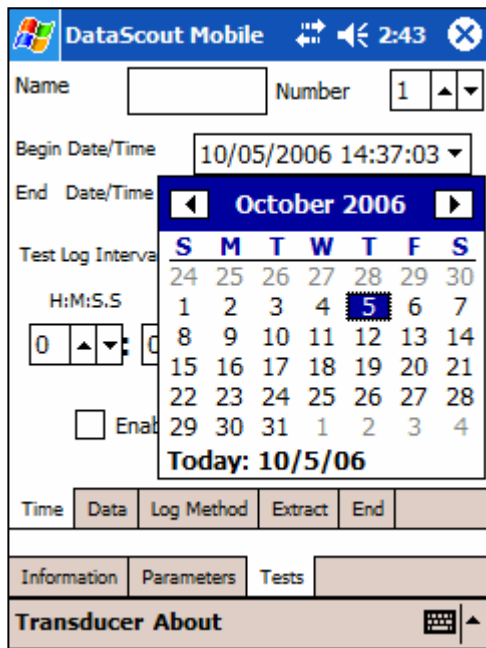 DataScout Mobile 2:43
Name Number 1
Begin Date/Time 10/05/2006 14:37:03
End Date/Time
October 2006
Test Log Interva
S M T W T F S
24 25 26 27 28 29 30
H:M:S.S
1 2 3 4 5 6 7
0 :
8 9 10 11 12 13 14
15 16 17 18 19 20 21
22 23 24 25 26 27 28
Enab
29 30 31 1 2 3 4
Today: 10/5/06
Time Data Log Method Extract End
Information Parameters Tests
Transducer About